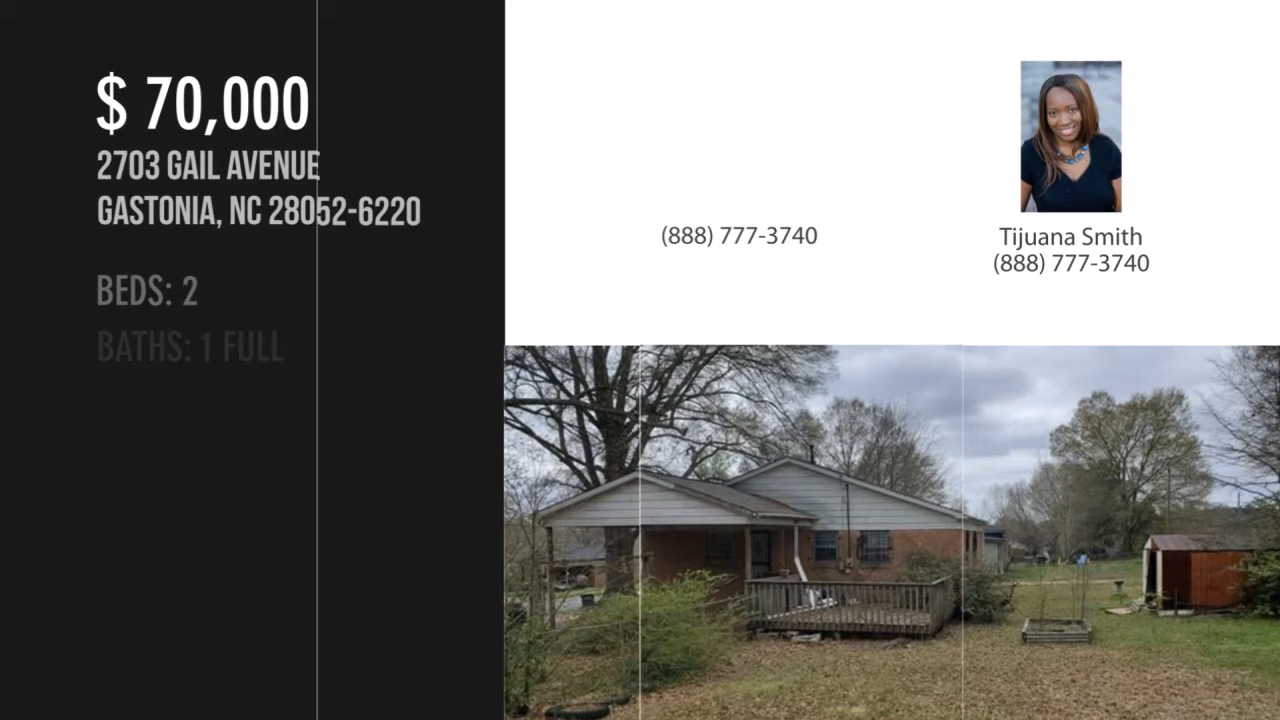 $ 70,000
2703 GAIL AVENUE
GASTONIA, NC 28052-6220
BEDS: 2
BATHS: 1 FULL
(888) 777-3740
Tijuana Smith
(888) 777-3740